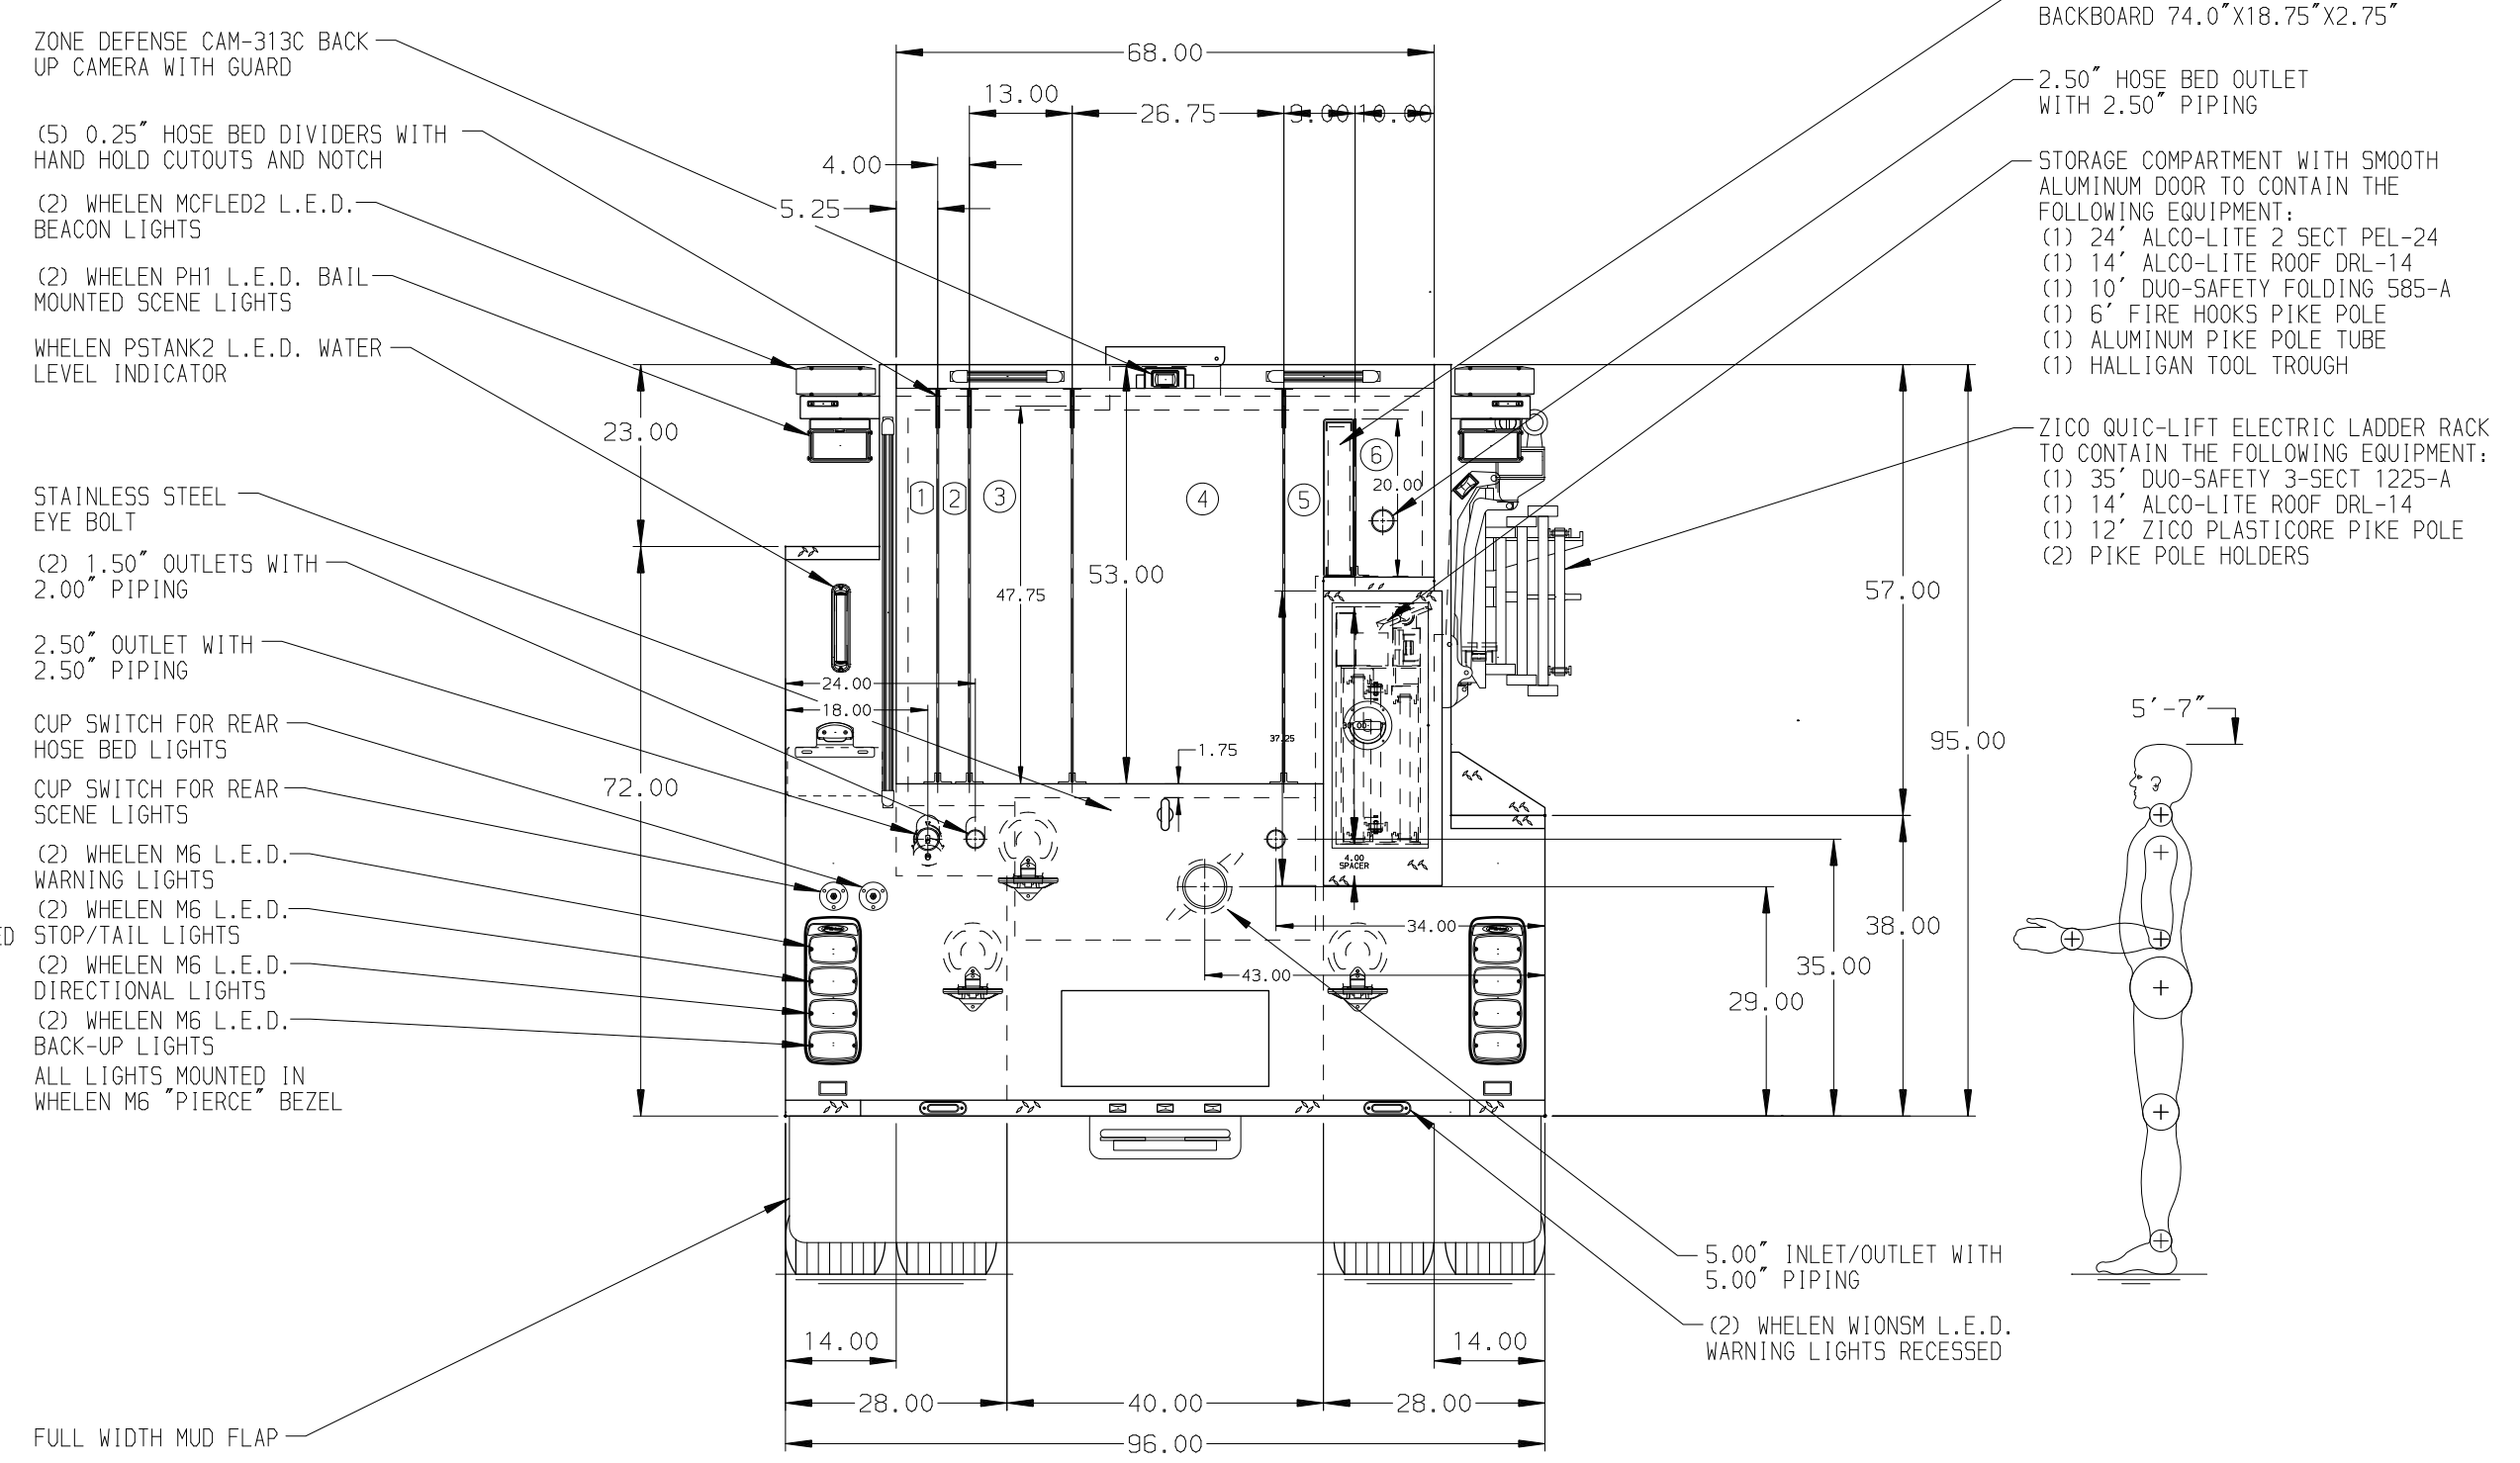 ZONE DEFENSE CAM-313C BACK
UP CAMERA WITH GUARD
(5) 0.25" HOSE BED DIVIDERS WITH
HAND HOLD CUTOUTS AND NOTCH
(2) WHELEN MCFLED2 L.E.D.
BEACON LIGHTS
(2) WHELEN PH1 L.E.D. BAIL
MOUNTED SCENE LIGHTS
WHELEN PSTANK2 L.E.D. WATER
LEVEL INDICATOR
STAINLESS STEEL
EYE BOLT
(2) 1.50" OUTLETS WITH
2.00" PIPING
2.50" OUTLET WITH
2.50" PIPING
CUP SWITCH FOR REAR
HOSE BED LIGHTS
CUP SWITCH FOR REAR
SCENE LIGHTS
(2) WHELEN M6 L.E.D.
WARNING LIGHTS
(2) WHELEN M6 L.E.D.
STOP/TAIL LIGHTS
(2) WHELEN M6 L.E.D.
DIRECTIONAL LIGHTS
(2) WHELEN M6 L.E.D.
BACK-UP LIGHTS
ALL LIGHTS MOUNTED IN
WHELEN M6 "PIERCE" BEZEL
FULL WIDTH MUD FLAP
68.00
13.00
26.75
9.00
10.00
4.00
5.25
23.00
72.00
1
2
3
4
5
6
20.00
47.75
53.00
24.00
18.00
1.75
37.25
4.00
SPACER
34.00
43.00
57.00
95.00
38.00
35.00
29.00
14.00
14.00
28.00
40.00
28.00
96.00
BACKBOARD 74.0"X18.75"X2.75"
2.50" HOSE BED OUTLET
WITH 2.50" PIPING
STORAGE COMPARTMENT WITH SMOOTH
ALUMINUM DOOR TO CONTAIN THE
FOLLOWING EQUIPMENT:
(1) 24' ALCO-LITE 2 SECT PEL-24
(1) 14' ALCO-LITE ROOF DRL-14
(1) 10' DUO-SAFETY FOLDING 585-A
(1) 6' FIRE HOOKS PIKE POLE
(1) ALUMINUM PIKE POLE TUBE
(1) HALLIGAN TOOL TROUGH
ZICO QUIC-LIFT ELECTRIC LADDER RACK
TO CONTAIN THE FOLLOWING EQUIPMENT:
(1) 35' DUO-SAFETY 3-SECT 1225-A
(1) 14' ALCO-LITE ROOF DRL-14
(1) 12' ZICO PLASTICORE PIKE POLE
(2) PIKE POLE HOLDERS
5'-7"
5.00" INLET/OUTLET WITH
5.00" PIPING
(2) WHELEN WIONSM L.E.D.
WARNING LIGHTS RECESSED